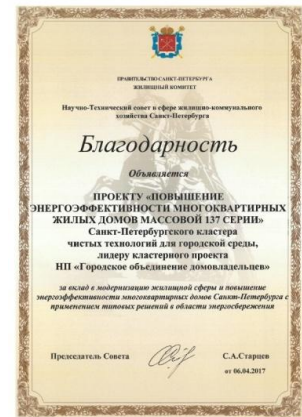 ПРАВИТЕЛЬСТВО САНКТ-ПЕТЕРБУРГА
ЖИЛИЩНЫЙ КОМИТЕТ
Научно-Технический совет в сфере жилищно-коммунального
хозяйства Санкт-Петербурга
Благодарность
Объявляется
ПРОЕКТУ «ПОВЫШЕНИЕ
ЭНЕРГОЭФФЕКТИВНОСТИ МНОГОКВАРТИРНЫХ
ЖИЛЫХ ДОМОВ МАССОВОЙ 137 СЕРИИ»
Санкт-Петербургского кластера
чистых технологий для городской среды,
лидеру кластерного проекта
НП «Городское объединение домовладельцев»
за вклад в модернизацию жилищной сферы и повышение
энергоэффективности многоквартирных домов Санкт-Петербурга с
применением типовых решений в области энергосбережения
Председатель Совета С.А.Старцев
от 06.04.2017